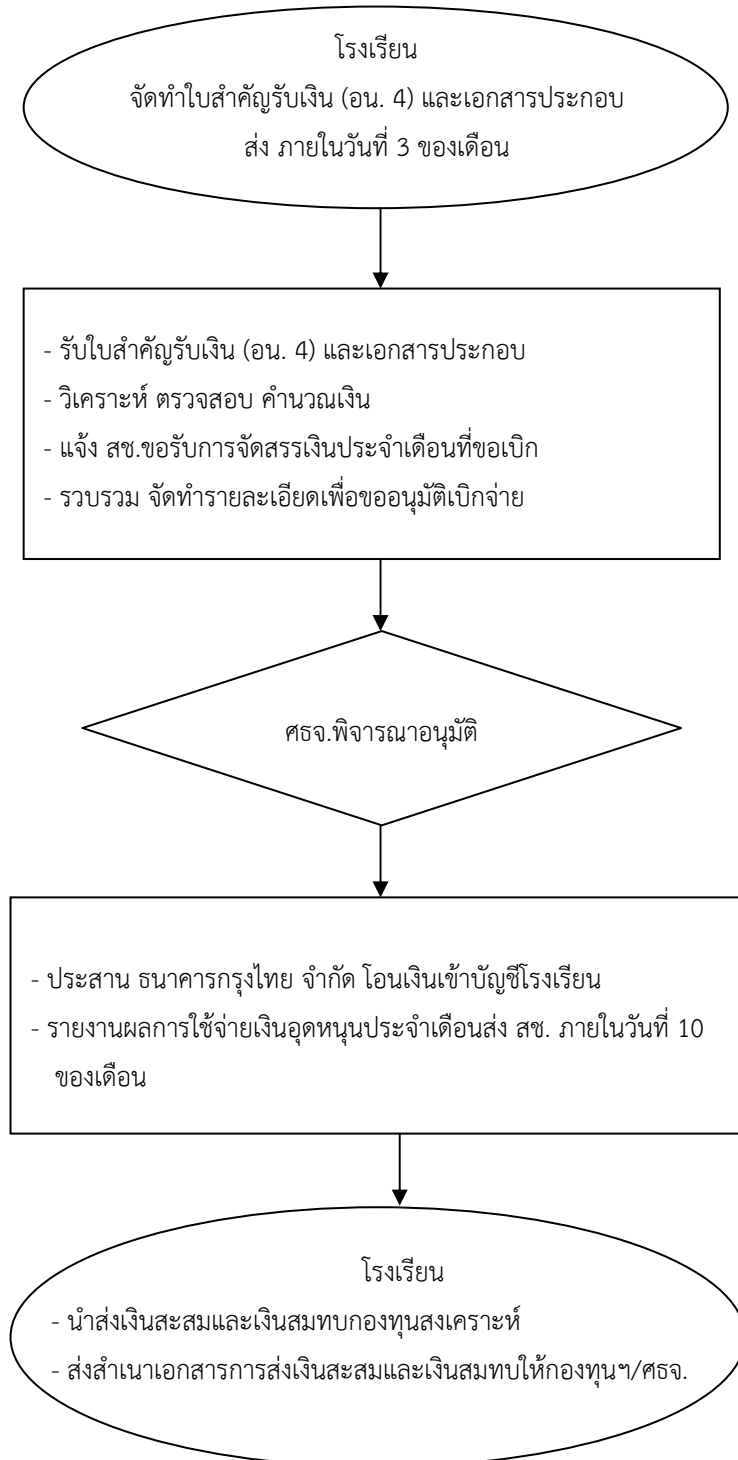 โรงเรียน
จัดทำใบสำคัญรับเงิน (อน. 4) และเอกสารประกอบ
ส่ง ภายในวันที่ 3 ของเดือน
- รับใบสำคัญรับเงิน (อน. 4) และเอกสารประกอบ
- วิเคราะห์ ตรวจสอบ คำนวณเงิน
- แจ้ง สช.ขอรับการจัดสรรเงินประจำเดือนที่ขอเบิก
- รวบรวม จัดทำรายละเอียดเพื่อขออนุมัติเบิกจ่าย
ศธจ.พิจารณาอนุมัติ
- ประสาน ธนาคารกรุงไทย จำกัด โอนเงินเข้าบัญชีโรงเรียน
- รายงานผลการใช้จ่ายเงินอุดหนุนประจำเดือนส่ง สช. ภายในวันที่ 10
ของเดือน
โรงเรียน
- นำส่งเงินสะสมและเงินสมทบกองทุนสงเคราะห์
- ส่งสำเนาเอกสารการส่งเงินสะสมและเงินสมทบให้กองทุนฯ/ศธจ.